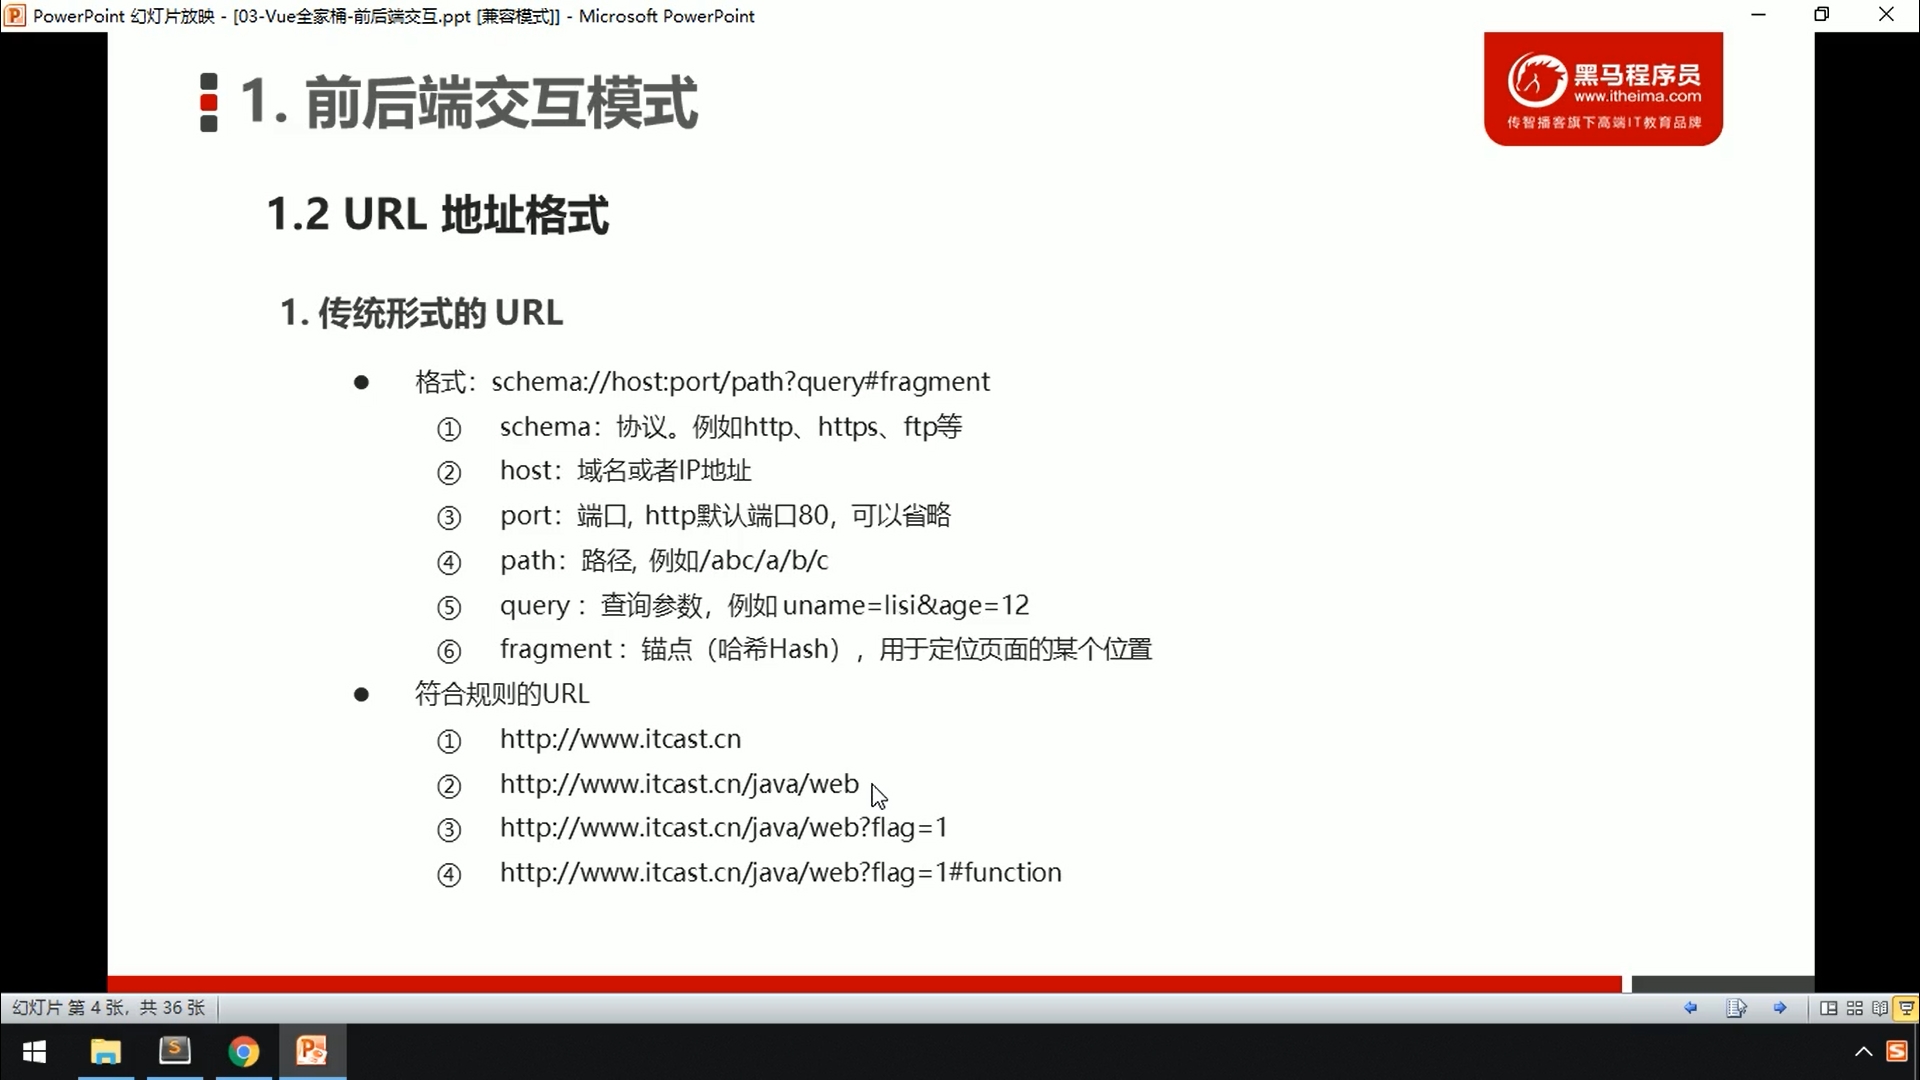 PowerPoint 幻灯片放映 - [03-Vue全家桶-前后端交互.ppt [兼容模式]] - Microsoft PowerPoint
1. 前后端交互模式
黑马程序员
www.itheima.com
传智播客旗下高端IT教育品牌
1.2 URL 地址格式
1. 传统形式的 URL
● 格式：schema://host:port/path?query#fragment
① schema：协议。例如http、https、ftp等
② host：域名或者IP地址
③ port：端口, http默认端口80，可以省略
④ path：路径, 例如/abc/a/b/c
⑤ query ：查询参数，例如 uname=lisi&age=12
⑥ fragment ：锚点（哈希Hash），用于定位页面的某个位置
● 符合规则的URL
① http://www.itcast.cn
② http://www.itcast.cn/java/web
③ http://www.itcast.cn/java/web?flag=1
④ http://www.itcast.cn/java/web?flag=1#function
幻灯片 第 4 张，共 36 张